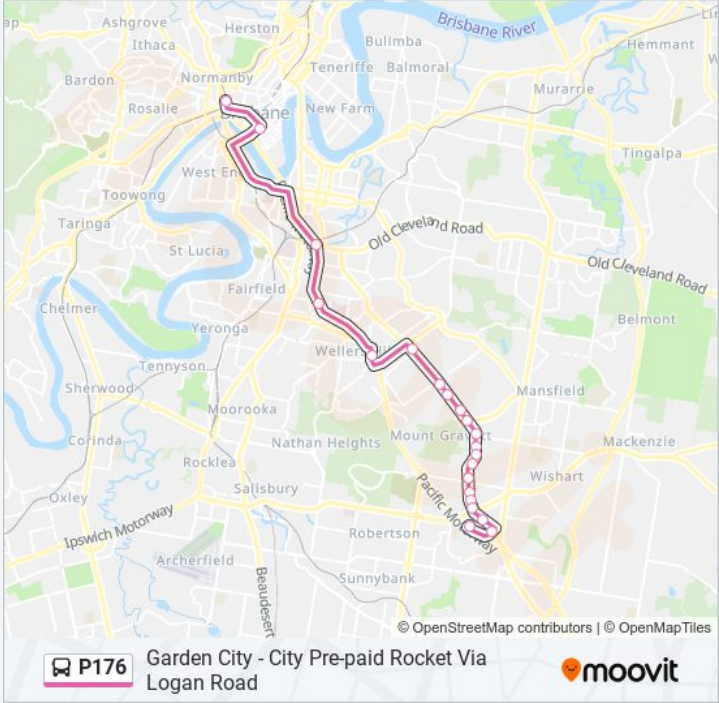 Ashgrove
Herston
Brisbane River
Ithaca
Bulimba
Hemmant
Teneriffe
Balmoral
Bardon
Normanby
Murarrie
Rosalie
Brisbane
New Farm
Tingalpa
West End
Toowong
Taringa
Old Cleveland Road
St Lucia
Old Cleveland Road
Fairfield
Chelmer
Belmont
Yeronga
Wellers Hill
Tennyson
Sherwood
Mansfield
Moorooka
Corinda
Nathan Heights
Mount Gravatt
Mackenzie
Rocklea
Wishart
Salisbury
Pacific Motorway
Oxley
Ipswich Motorway
Robertson
Archerfield
Sunnybank
Beaudesert
© OpenStreetMap contributors | © OpenMapTiles
P176
Garden City - City Pre-paid Rocket Via
Logan Road
moovit